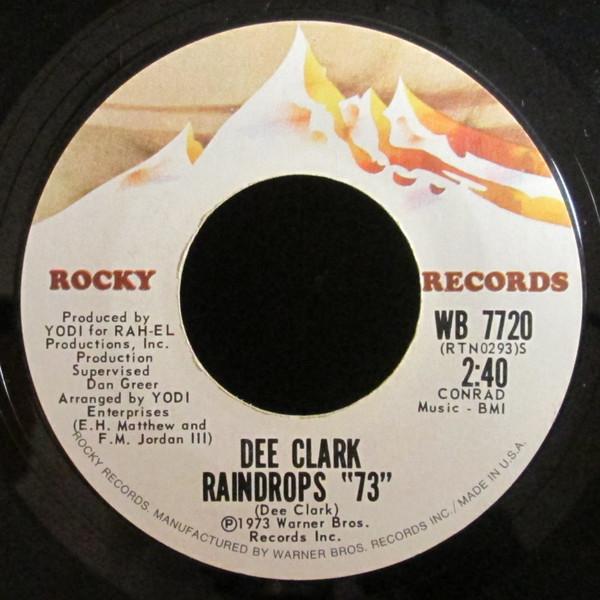 ROCKY RECORDS
Produced by
YODI for RAH-EL
Productions, Inc.
Production
Supervised
Dan Greer
Arranged by YODI
Enterprises
(E.H. Matthew and
F.M. Jordan III)
WB 7720
(RTN0293)S
2:40
CONRAD
Music - BMI
DEE CLARK
RAINDROPS "73"
(Dee Clark)
Ⓟ1973 Warner Bros.
Records Inc.
ROCKY RECORDS. MANUFACTURED BY WARNER BROS. RECORDS INC./MADE IN U.S.A.